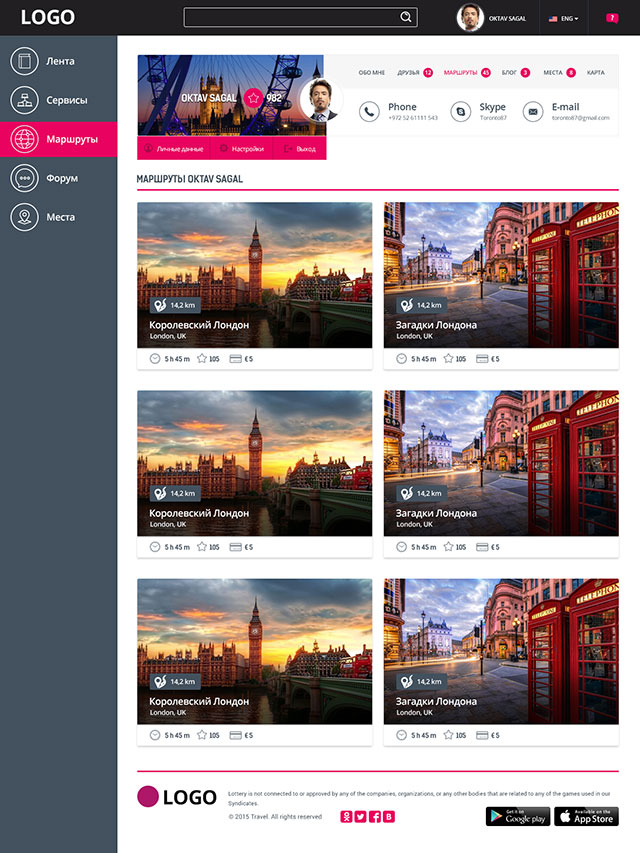 LOGO
OKTAV SAGAL
ENG
7
Лента
Сервисы
Маршруты
Форум
Места
OKTAV SAGAL 982
ОБО МНЕ ДРУЗЬЯ 12 МАРШРУТЫ 45 БЛОГ 3 МЕСТА 8 КАРТА
Phone
+972 52 61111 543
Skype
Toronto87
E-mail
toronto87@gmail.com
Личные данные Настройки Выход
МАРШРУТЫ OKTAV SAGAL
14,2 km
Королевский Лондон
London, UK
5 h 45 m 105 € 5
TELEPHONE
TELEPHON
14,2 km
Загадки Лондона
London, UK
5 h 45 m 105 € 5
14,2 km
Королевский Лондон
London, UK
5 h 45 m 105 € 5
TELEPHONE
TELEPHON
14,2 km
Загадки Лондона
London, UK
5 h 45 m 105 € 5
14,2 km
Королевский Лондон
London, UK
5 h 45 m 105 € 5
TELEPHONE
TELEPHON
14,2 km
Загадки Лондона
London, UK
5 h 45 m 105 € 5
LOGO
Lottery is not connected to or approved by any of the companies, organizations, or any other bodies that are related to any of the games used in our
Syndicates.
© 2015 Travel. All rights reserved
Get it on
Google play
Available on the
App Store